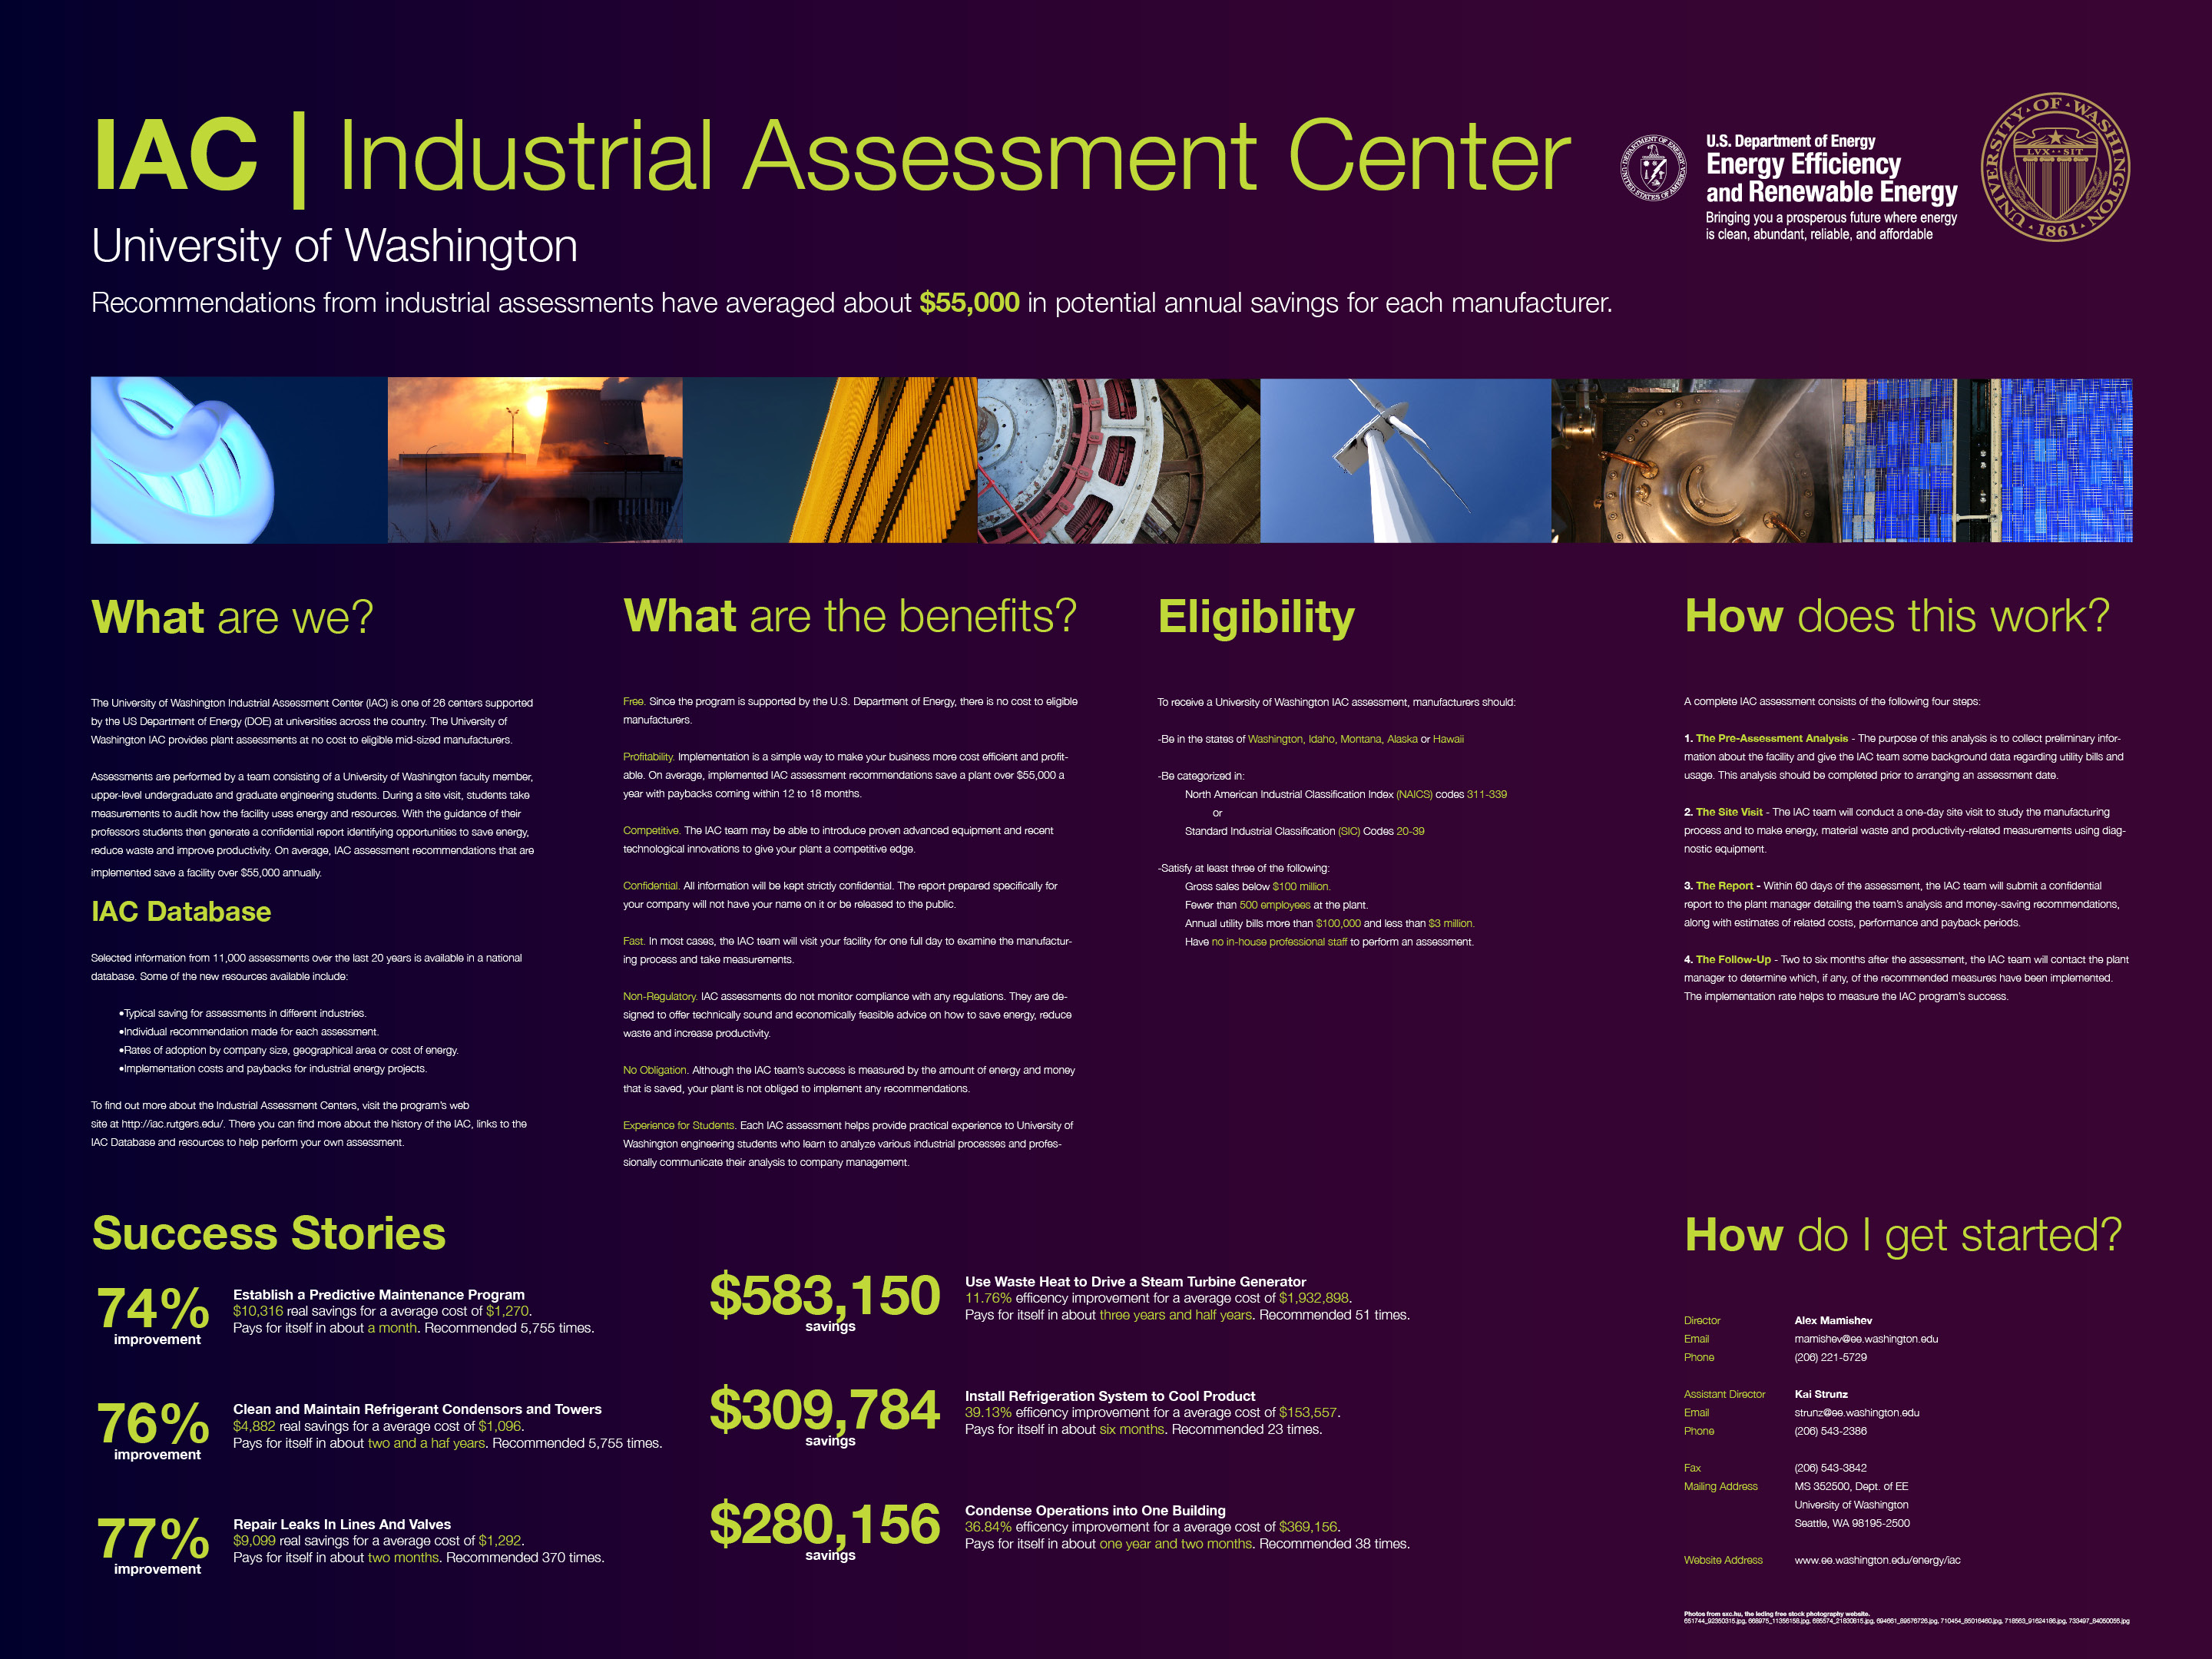 IAC | Industrial Assessment Center
University of Washington
Recommendations from industrial assessments have averaged about $55,000 in potential annual savings for each manufacturer.
DEPARTMENT OF ENERGY
UNITED STATES OF AMERICA
U.S. Department of Energy
Energy Efficiency
and Renewable Energy
Bringing you a prosperous future where energy
is clean, abundant, reliable, and affordable
UNIVERSITY · OF · WASHINGTON
LVX · SIT
· 1861 ·
What are we?
The University of Washington Industrial Assessment Center (IAC) is one of 26 centers supported
by the US Department of Energy (DOE) at universities across the country. The University of
Washington IAC provides plant assessments at no cost to eligible mid-sized manufacturers.
Assessments are performed by a team consisting of a University of Washington faculty member,
upper-level undergraduate and graduate engineering students. During a site visit, students take
measurements to audit how the facility uses energy and resources. With the guidance of their
professors students then generate a confidential report identifying opportunities to save energy,
reduce waste and improve productivity. On average, IAC assessment recommendations that are
implemented save a facility over $55,000 annually.
IAC Database
Selected information from 11,000 assessments over the last 20 years is available in a national
database. Some of the new resources available include:
•Typical saving for assessments in different industries.
•Individual recommendation made for each assessment.
•Rates of adoption by company size, geographical area or cost of energy.
•Implementation costs and paybacks for industrial energy projects.
To find out more about the Industrial Assessment Centers, visit the program's web
site at http://iac.rutgers.edu/. There you can find more about the history of the IAC, links to the
IAC Database and resources to help perform your own assessment.
What are the benefits?
Free. Since the program is supported by the U.S. Department of Energy, there is no cost to eligible
manufacturers.
Profitability. Implementation is a simple way to make your business more cost efficient and profit-
able. On average, implemented IAC assessment recommendations save a plant over $55,000 a
year with paybacks coming within 12 to 18 months.
Competitive. The IAC team may be able to introduce proven advanced equipment and recent
technological innovations to give your plant a competitive edge.
Confidential. All information will be kept strictly confidential. The report prepared specifically for
your company will not have your name on it or be released to the public.
Fast. In most cases, the IAC team will visit your facility for one full day to examine the manufactur-
ing process and take measurements.
Non-Regulatory. IAC assessments do not monitor compliance with any regulations. They are de-
signed to offer technically sound and economically feasible advice on how to save energy, reduce
waste and increase productivity.
No Obligation. Although the IAC team's success is measured by the amount of energy and money
that is saved, your plant is not obliged to implement any recommendations.
Experience for Students. Each IAC assessment helps provide practical experience to University of
Washington engineering students who learn to analyze various industrial processes and profes-
sionally communicate their analysis to company management.
Eligibility
To receive a University of Washington IAC assessment, manufacturers should:
-Be in the states of Washington, Idaho, Montana, Alaska or Hawaii
-Be categorized in:
North American Industrial Classification Index (NAICS) codes 311-339
or
Standard Industrial Classification (SIC) Codes 20-39
-Satisfy at least three of the following:
Gross sales below $100 million.
Fewer than 500 employees at the plant.
Annual utility bills more than $100,000 and less than $3 million.
Have no in-house professional staff to perform an assessment.
How does this work?
A complete IAC assessment consists of the following four steps:
1. The Pre-Assessment Analysis - The purpose of this analysis is to collect preliminary infor-
mation about the facility and give the IAC team some background data regarding utility bills and
usage. This analysis should be completed prior to arranging an assessment date.
2. The Site Visit - The IAC team will conduct a one-day site visit to study the manufacturing
process and to make energy, material waste and productivity-related measurements using diag-
nostic equipment.
3. The Report - Within 60 days of the assessment, the IAC team will submit a confidential
report to the plant manager detailing the team's analysis and money-saving recommendations,
along with estimates of related costs, performance and payback periods.
4. The Follow-Up - Two to six months after the assessment, the IAC team will contact the plant
manager to determine which, if any, of the recommended measures have been implemented.
The implementation rate helps to measure the IAC program's success.
Success Stories
74%
improvement
Establish a Predictive Maintenance Program
$10,316 real savings for a average cost of $1,270.
Pays for itself in about a month. Recommended 5,755 times.
76%
improvement
Clean and Maintain Refrigerant Condensors and Towers
$4,882 real savings for a average cost of $1,096.
Pays for itself in about two and a haf years. Recommended 5,755 times.
77%
improvement
Repair Leaks In Lines And Valves
$9,099 real savings for a average cost of $1,292.
Pays for itself in about two months. Recommended 370 times.
$583,150
savings
Use Waste Heat to Drive a Steam Turbine Generator
11.76% efficency improvement for a average cost of $1,932,898.
Pays for itself in about three years and half years. Recommended 51 times.
$309,784
savings
Install Refrigeration System to Cool Product
39.13% efficency improvement for a average cost of $153,557.
Pays for itself in about six months. Recommended 23 times.
$280,156
savings
Condense Operations into One Building
36.84% efficency improvement for a average cost of $369,156.
Pays for itself in about one year and two months. Recommended 38 times.
How do I get started?
Director Alex Mamishev
Email mamishev@ee.washington.edu
Phone (206) 221-5729
Assistant Director Kai Strunz
Email strunz@ee.washington.edu
Phone (206) 543-2386
Fax (206) 543-3842
Mailing Address MS 352500, Dept. of EE
University of Washington
Seattle, WA 98195-2500
Website Address www.ee.washington.edu/energy/iac
Photos from sxc.hu, the leding free stock photography website.
651744_92350315.jpg, 668975_11356158.jpg, 685574_21830815.jpg, 694661_89576726.jpg, 710454_86016460.jpg, 718563_91624186.jpg, 733497_84050056.jpg